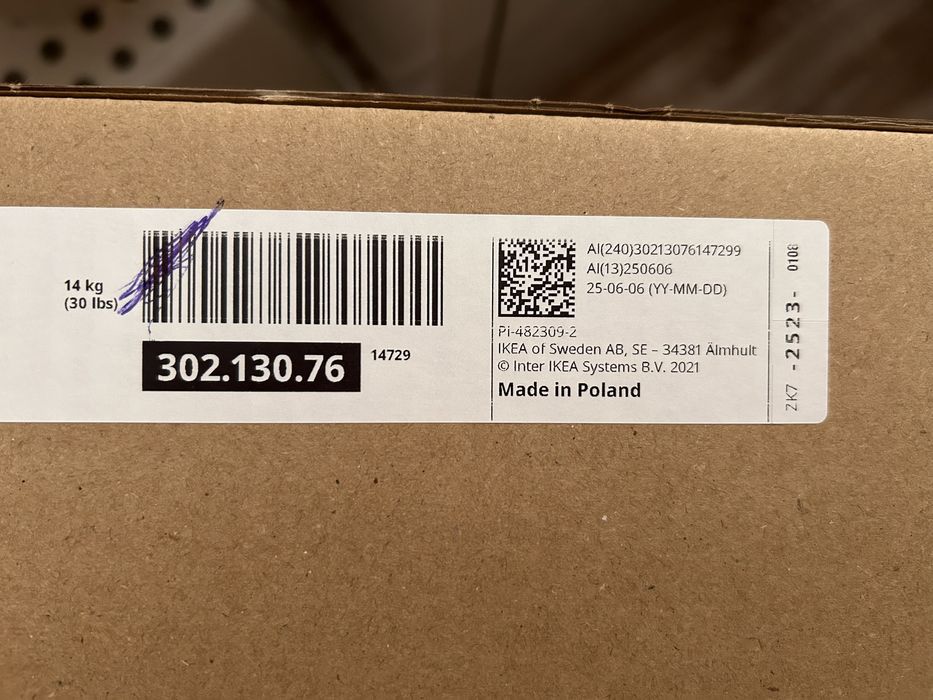 14 kg
(30 lbs)
302.130.76
14729
AI(240)30213076147299
AI(13)250606
25-06-06 (YY-MM-DD)
Pi-482309-2
IKEA of Sweden AB, SE – 34381 Älmhult
© Inter IKEA Systems B.V. 2021
Made in Poland
ZK7 -2523- 0108